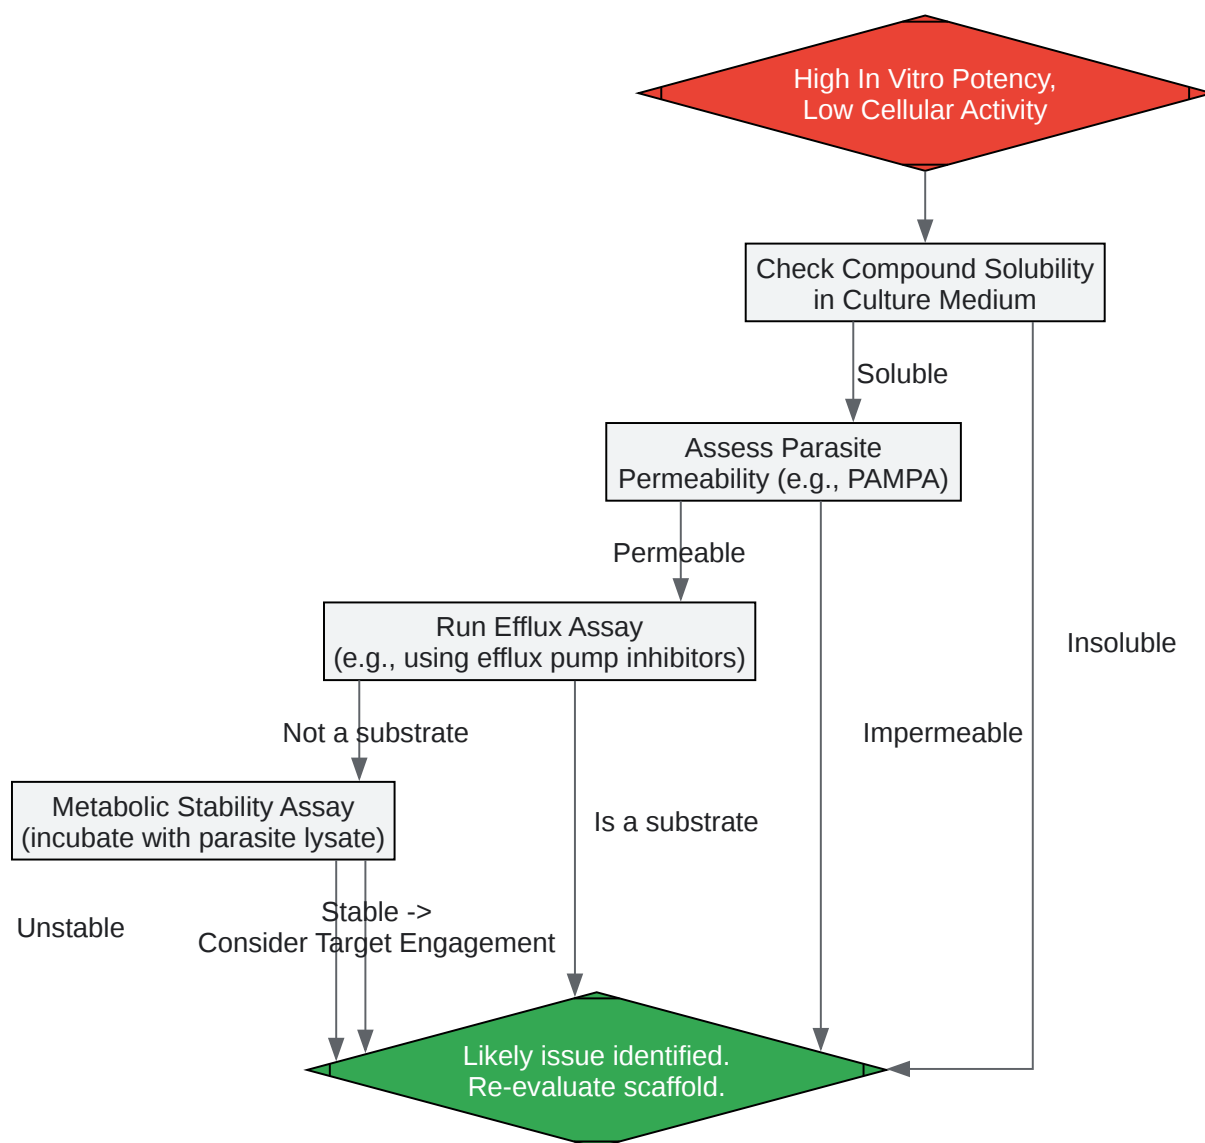 High In Vitro Potency,
Low Cellular Activity
Check Compound Solubility
in Culture Medium
Soluble
Assess Parasite
Permeability (e.g., PAMPA)
Permeable
Run Efflux Assay
(e.g., using efflux pump inhibitors)
Insoluble
Not a substrate
Impermeable
Metabolic Stability Assay
(incubate with parasite lysate)
Is a substrate
Unstable
Stable ->
Consider Target Engagement
Likely issue identified.
Re-evaluate scaffold.